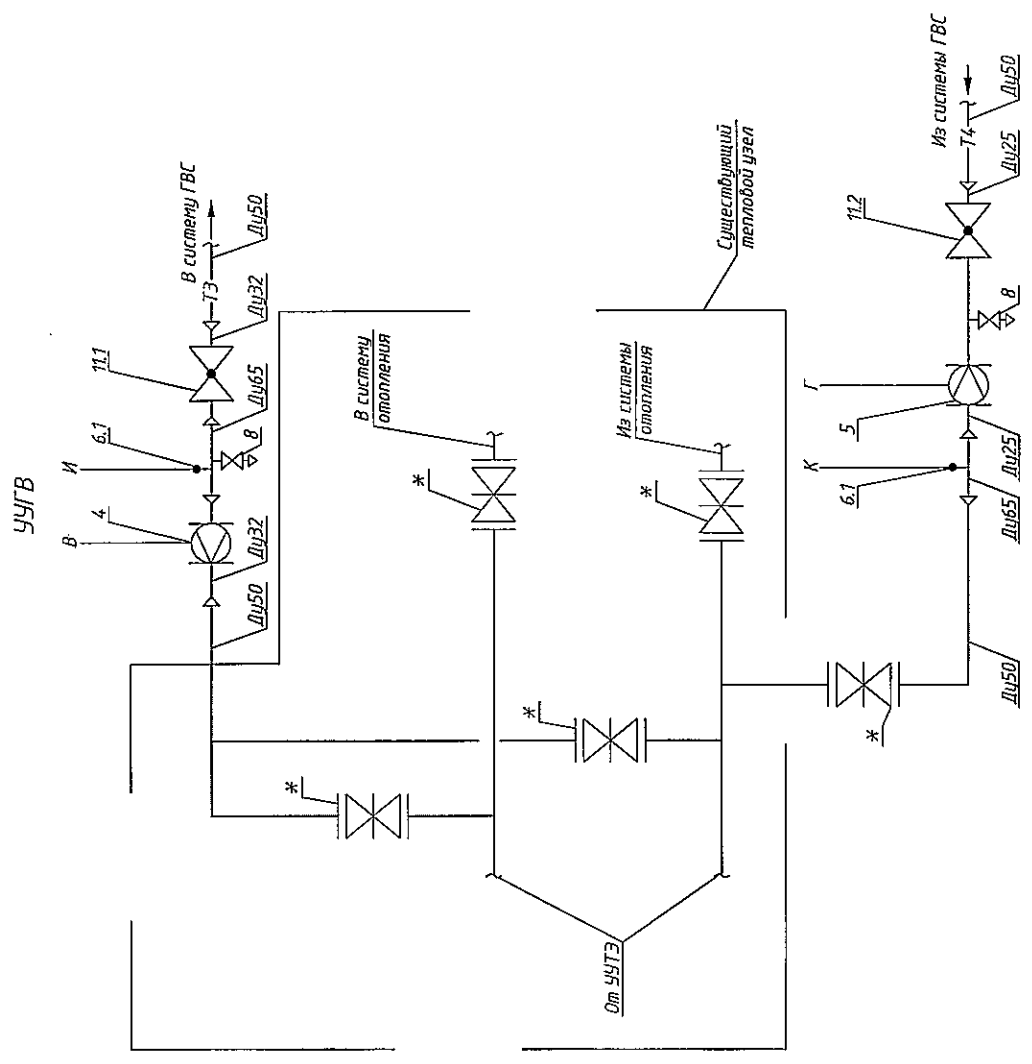 УУГВ
В
4
И
6.1
11.1
В систему ГВС
Т3
Ду50
Ду32
8
Ду65
Ду32
Ду50
*
В систему
отопления
*
Из системы
отопления
Существующий
тепловой узел
*
*
От УУТЭ
*
К
6.1
Г
5
11.2
Из системы ГВС
Т4
8
Ду50
Ду65
Ду25
Ду25
Ду50